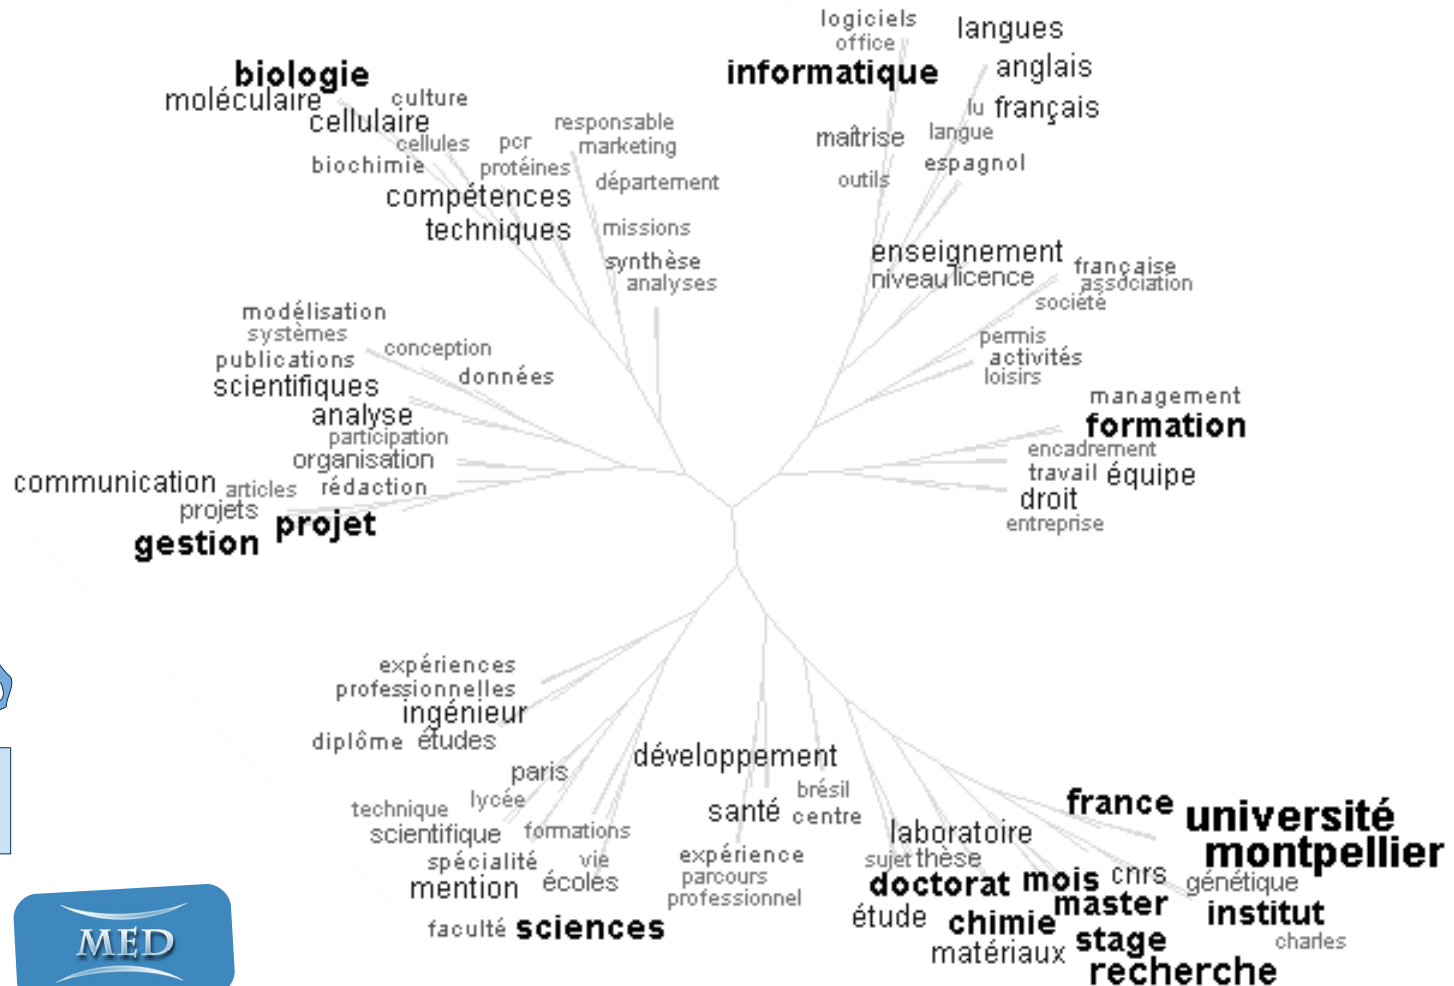 logiciels
office
informatique
langues
anglais
lu français
maîtrise
langue
espagnol
outils
enseignement
niveau licence
française
association
société
permis
activités
loisirs
management
formation
encadrement
travail équipe
droit
entreprise
biologie
moléculaire
culture
cellulaire
cellules
pcr
biochimie
protéines
compétences
techniques
responsable
marketing
département
missions
synthèse
analyses
modélisation
systèmes
conception
publications
données
scientifiques
analyse
participation
organisation
communication articles rédaction
projets
projet
gestion
expériences
professionnelles
ingénieur
diplôme études
paris
lycée
technique
scientifique
formations
spécialité
vie
mention
écoles
faculté sciences
développement
brésil
santé centre
expérience
parcours
professionnel
laboratoire
sujet thèse
doctorat mois cnrs
étude
chimie
master
matériaux
stage
recherche
france
université
montpellier
génétique
institut
charles
MED